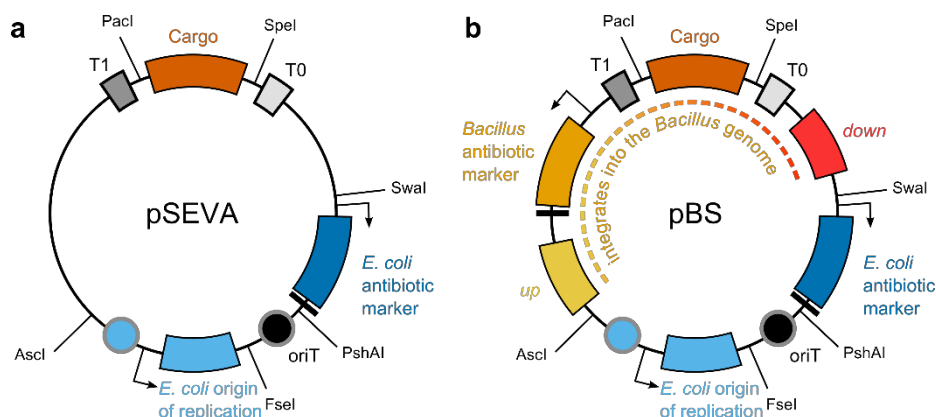 a
PacI
Cargo
SpeI
T1
T0
SwaI
pSEVA
E. coli
antibiotic
marker
AscI
oriT
PshAI
E. coli origin
of replication
FseI
b
PacI
Cargo
SpeI
T1
T0
Bacillus
antibiotic
marker
down
integrates into the Bacillus genome
SwaI
pBS
up
E. coli
antibiotic
marker
AscI
oriT
PshAI
E. coli origin
of replication
FseI